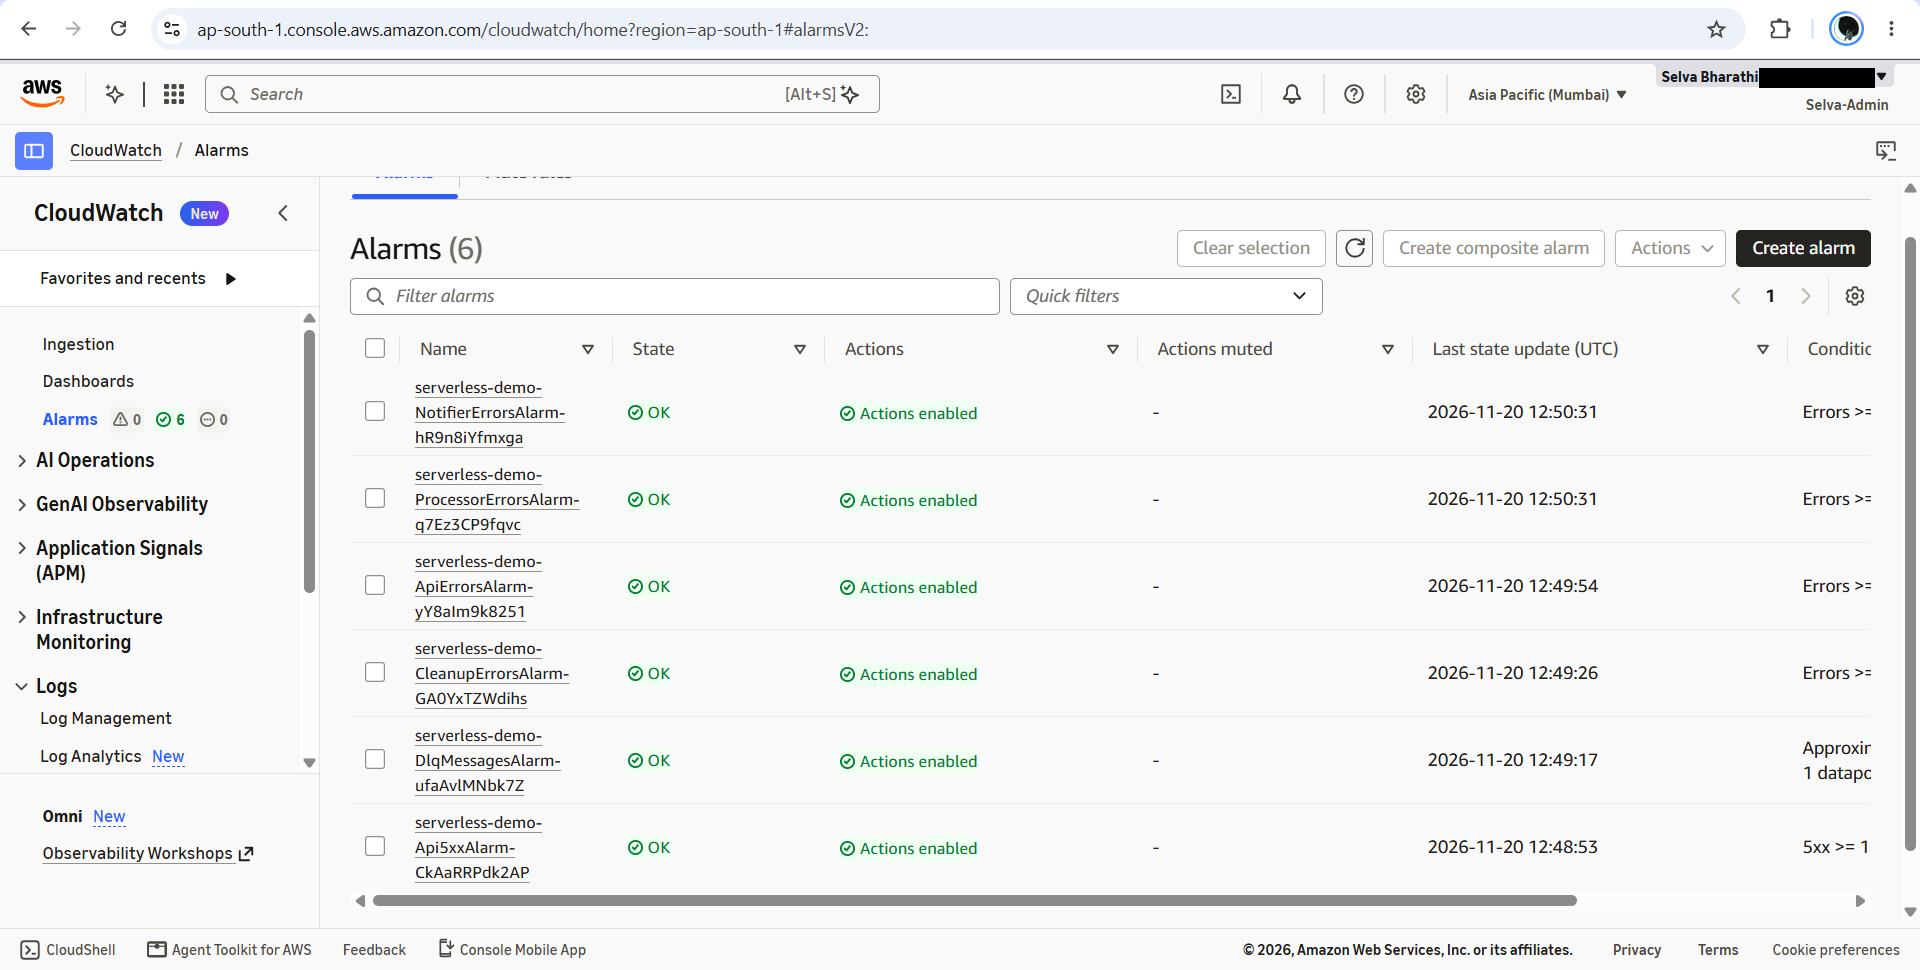 ap-south-1.console.aws.amazon.com/cloudwatch/home?region=ap-south-1#alarmsV2:
aws
Search
[Alt+S]
Asia Pacific (Mumbai)
Selva Bharathi
Selva-Admin
CloudWatch / Alarms
CloudWatch New
Favorites and recents
Ingestion
Dashboards
Alarms 0 6 0
AI Operations
GenAI Observability
Application Signals
(APM)
Infrastructure
Monitoring
Logs
Log Management
Log Analytics New
Omni New
Observability Workshops
Alarms (6)
Clear selection
Create composite alarm
Actions
Create alarm
Filter alarms
Quick filters
1
Name State Actions Actions muted Last state update (UTC) Conditic
serverless-demo-
NotifierErrorsAlarm-
hR9n8iYfmxga
OK Actions enabled - 2026-11-20 12:50:31 Errors >=
serverless-demo-
ProcessorErrorsAlarm-
q7Ez3CP9fqvc
OK Actions enabled - 2026-11-20 12:50:31 Errors >=
serverless-demo-
ApiErrorsAlarm-
yY8aIm9k8251
OK Actions enabled - 2026-11-20 12:49:54 Errors >=
serverless-demo-
CleanupErrorsAlarm-
GA0YxTZWdihs
OK Actions enabled - 2026-11-20 12:49:26 Errors >=
serverless-demo-
DlqMessagesAlarm-
ufaAvlMNbk7Z
OK Actions enabled - 2026-11-20 12:49:17 Approxin
1 datapo
serverless-demo-
Api5xxAlarm-
CkAaRRPdk2AP
OK Actions enabled - 2026-11-20 12:48:53 5xx >= 1
CloudShell
Agent Toolkit for AWS
Feedback
Console Mobile App
© 2026, Amazon Web Services, Inc. or its affiliates.
Privacy
Terms
Cookie preferences